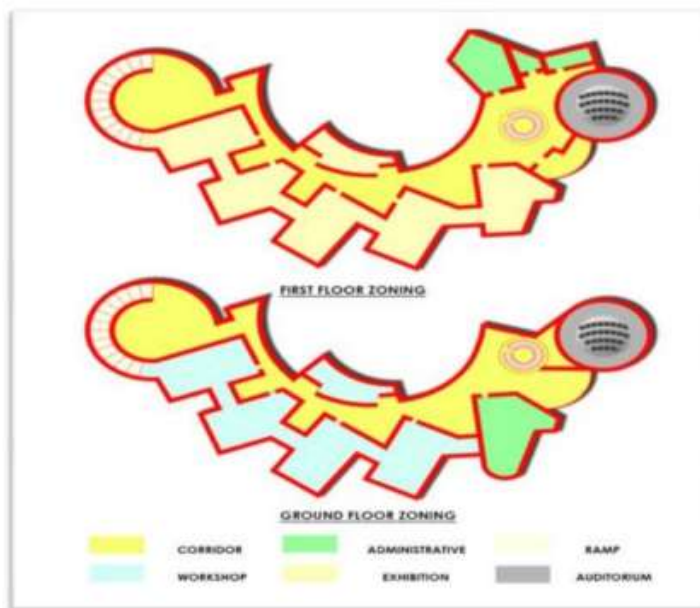 FIRST FLOOR ZONING
GROUND FLOOR ZONING
CORRIDOR ADMINISTRATIVE RAMP
WORKSHOP EXHIBITION AUDITORIUM